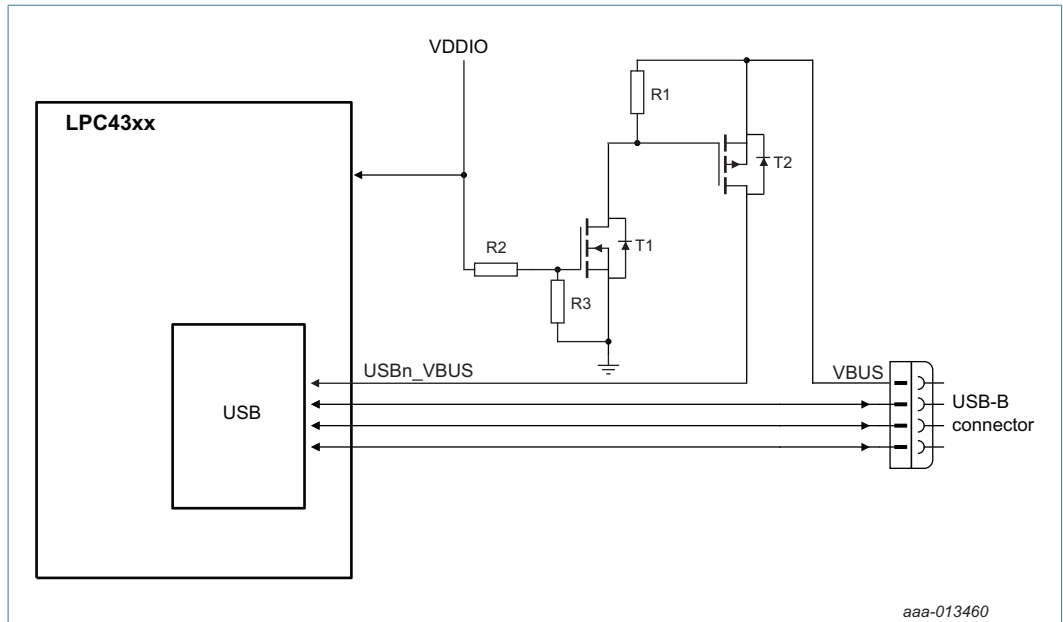 VDDIO
LPC43xx
R1
T2
R2
T1
R3
USBn_VBUS
VBUS
USB
USB-B
connector
aaa-013460